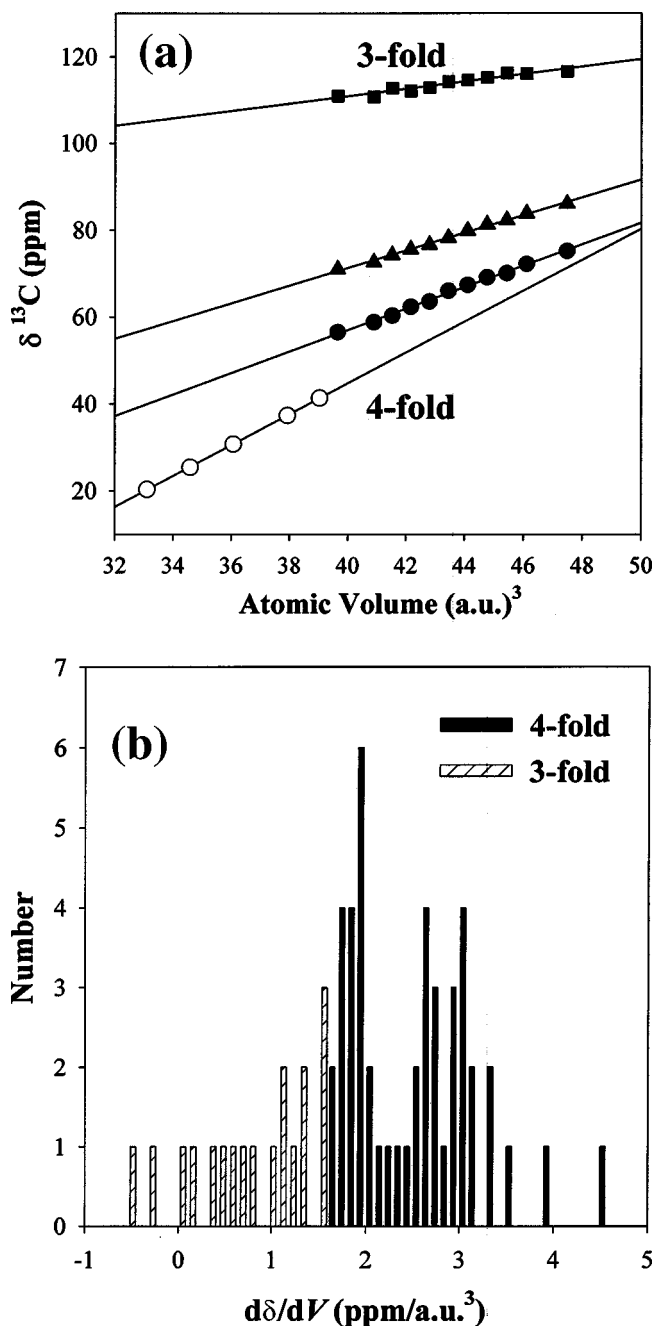 (a)
3-fold
4-fold
δ ¹³C (ppm)
120
100
80
60
40
20
32 34 36 38 40 42 44 46 48 50
Atomic Volume (a.u.)³
(b)
4-fold
3-fold
Number
7
6
5
4
3
2
1
0
-1 0 1 2 3 4 5
dδ/dV (ppm/a.u.³)